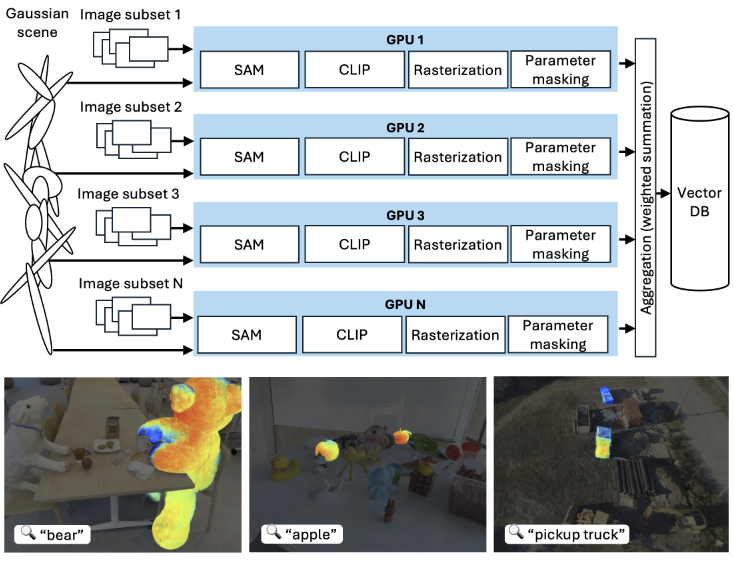 Gaussian
scene
Image subset 1
GPU 1
SAM
CLIP
Rasterization
Parameter
masking
Image subset 2
GPU 2
SAM
CLIP
Rasterization
Parameter
masking
Image subset 3
GPU 3
SAM
CLIP
Rasterization
Parameter
masking
Image subset N
GPU N
SAM
CLIP
Rasterization
Parameter
masking
Aggregation (weighted summation)
Vector
DB
“bear”
“apple”
“pickup truck”